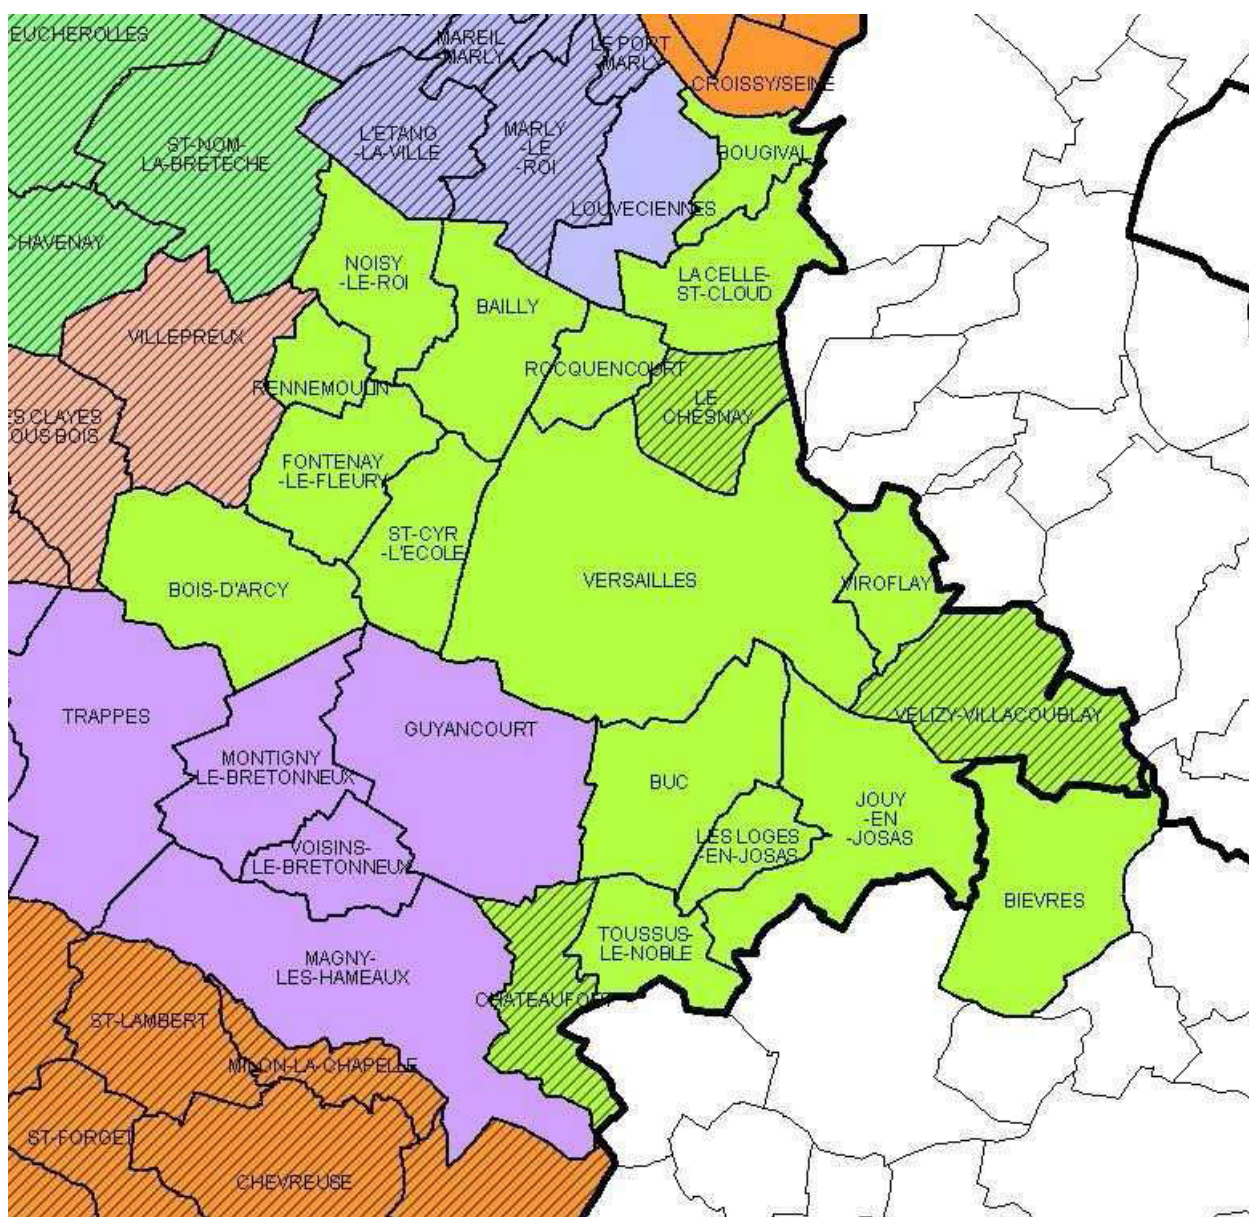 EUCHEROLLES
MAREIL
MARLY
LE PORT
MARLY
CROISSY/SEINE
ST-NOM-
LA-BRETECHE
L'ETANG
-LA-VILLE
MARLY
-LE
-ROI
BOUGIVAL
LOUVECIENNES
CHAVENAY
NOISY
-LE-ROI
BAILLY
LA CELLE-
ST-CLOUD
VILLEPREUX
RENNEMOULIN
ROCQUENCOURT
LE
CHESNAY
ES CLAYES
OUS BOIS
FONTENAY
-LE-FLEURY
ST-CYR
-L'ECOLE
BOIS-D'ARCY
VERSAILLES
VIROFLAY
TRAPPES
MONTIGNY
LE-BRETONNEUX
GUYANCOURT
VELIZY-VILLACOUBLAY
BUC
JOUY
-EN
-JOSAS
LES LOGES
-EN-JOSAS
VOISINS-
LE-BRETONNEUX
BIEVRES
TOUSSUS-
LE-NOBLE
MAGNY-
LES-HAMEAUX
CHATEAUFORT
ST-LAMBERT
MILON-LA-CHAPELLE
ST-FORGET
CHEVREUSE